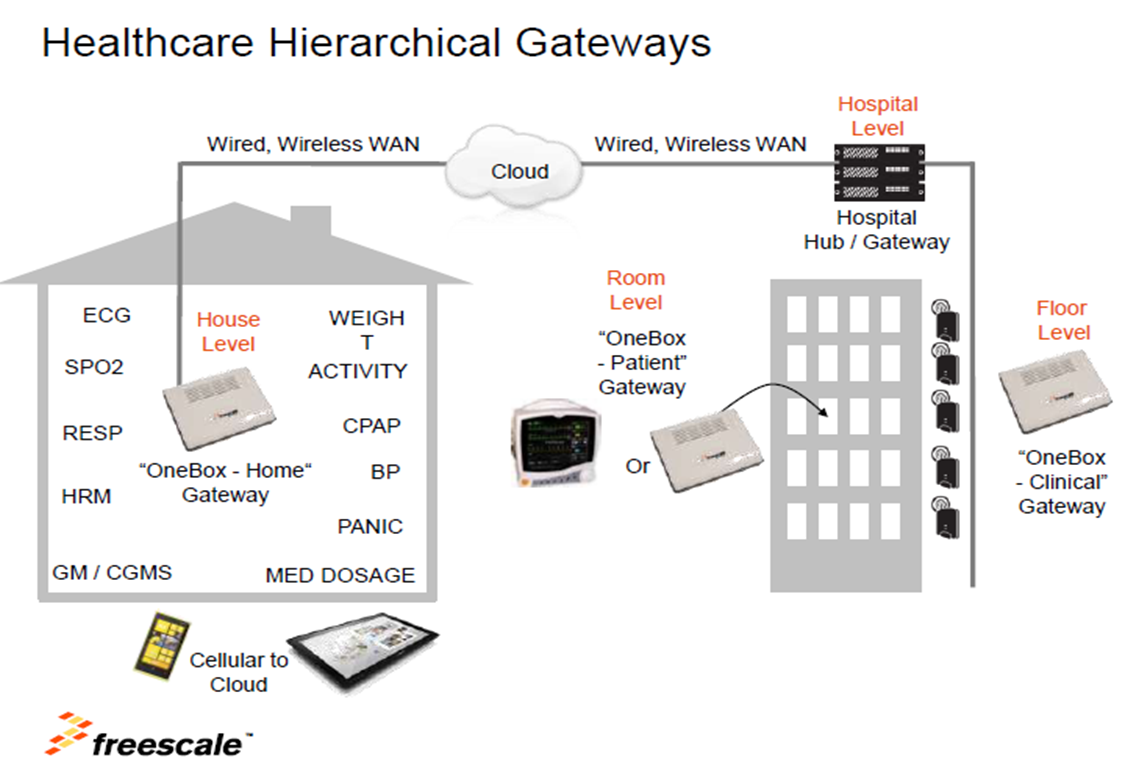 Healthcare Hierarchical Gateways
Hospital
Level
Wired, Wireless WAN
Cloud
Wired, Wireless WAN
Hospital
Hub / Gateway
ECG
SPO2
RESP
HRM
GM / CGMS
House
Level
“OneBox - Home“
Gateway
WEIGH
T
ACTIVITY
CPAP
BP
PANIC
MED DOSAGE
Room
Level
“OneBox
- Patient”
Gateway
Or
Floor
Level
“OneBox
- Clinical”
Gateway
Cellular to
Cloud
freescale™